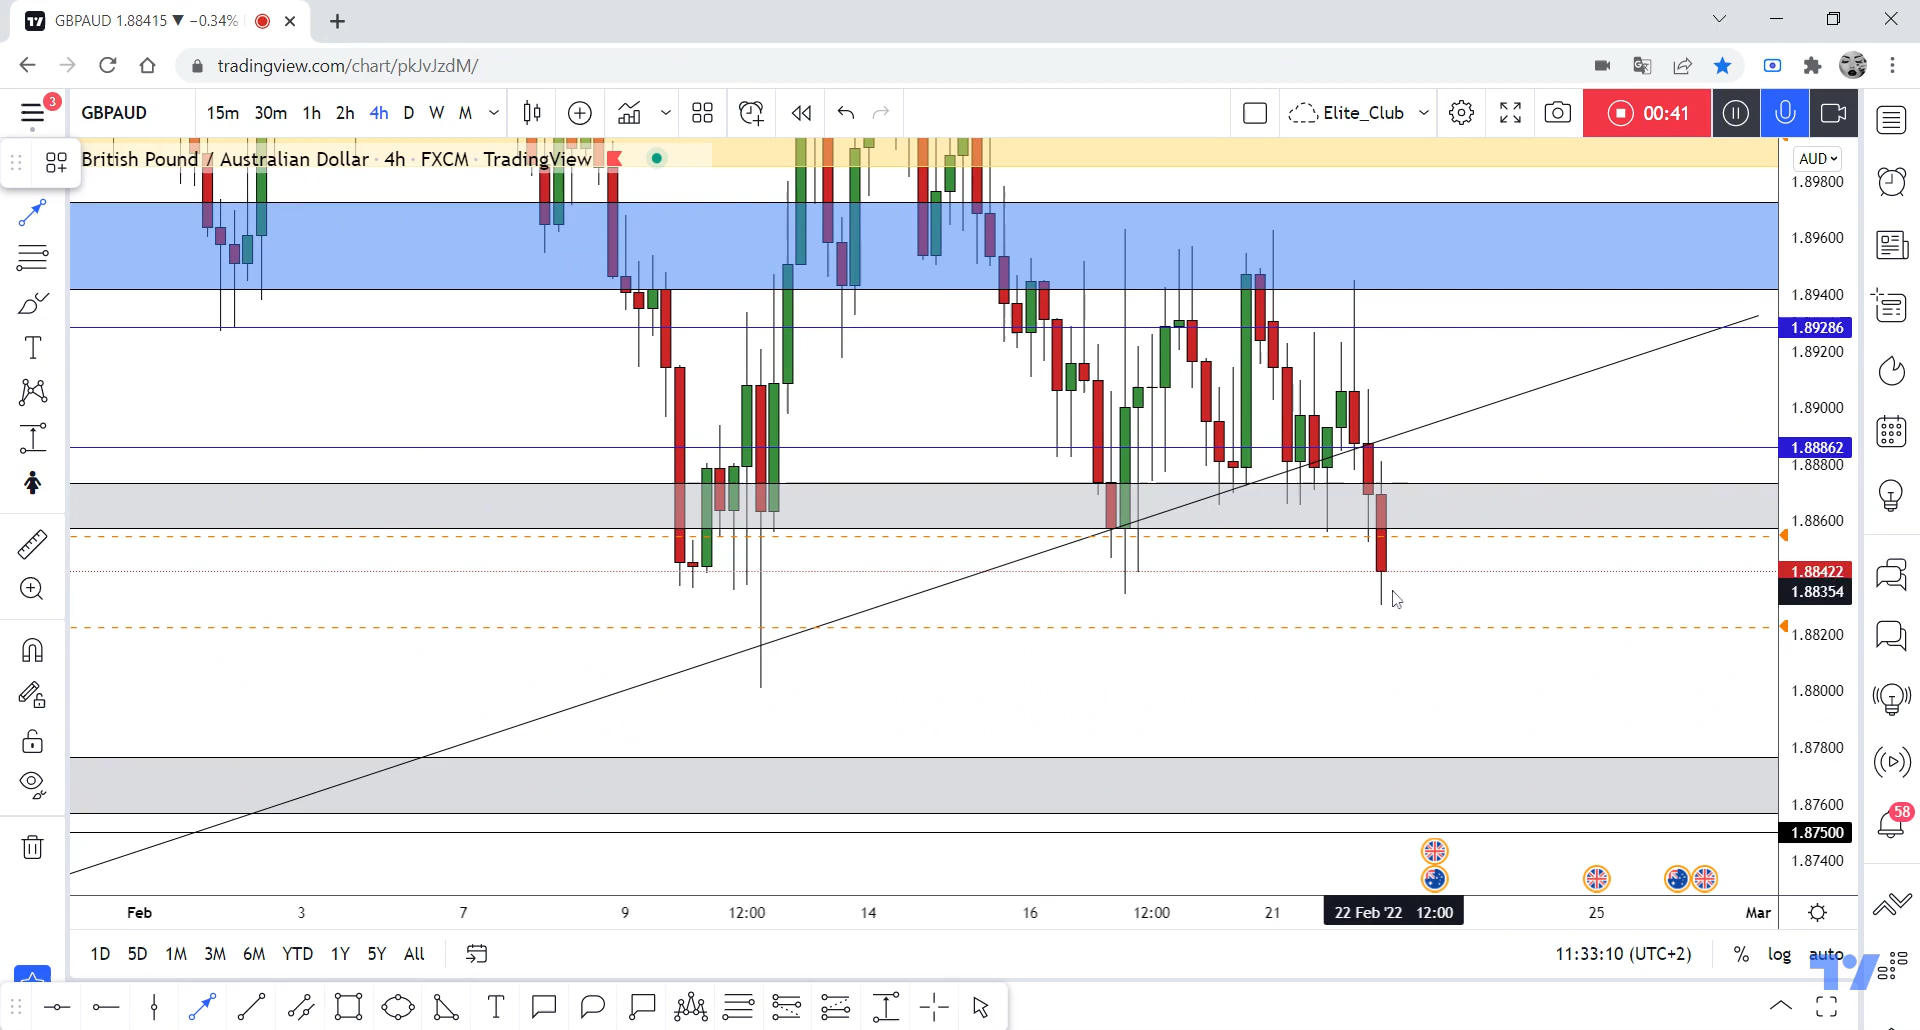 GBPAUD 1.88415 ▼ −0.34%
tradingview.com/chart/pkJvJzdM/
3
GBPAUD 15m 30m 1h 2h 4h D W M Elite_Club 00:41
British Pound / Australian Dollar · 4h · FXCM · TradingView
AUD
1.89800
1.89600
1.89400
1.89286
1.89200
1.89000
1.88862
1.88800
1.88600
1.88422
1.88354
1.88200
1.88000
1.87800
1.87600
1.87500
1.87400
58
Feb 3 7 9 12:00 14 16 12:00 21 22 Feb '22 12:00 25 Mar
1D 5D 1M 3M 6M YTD 1Y 5Y All 11:33:10 (UTC+2) % log auto